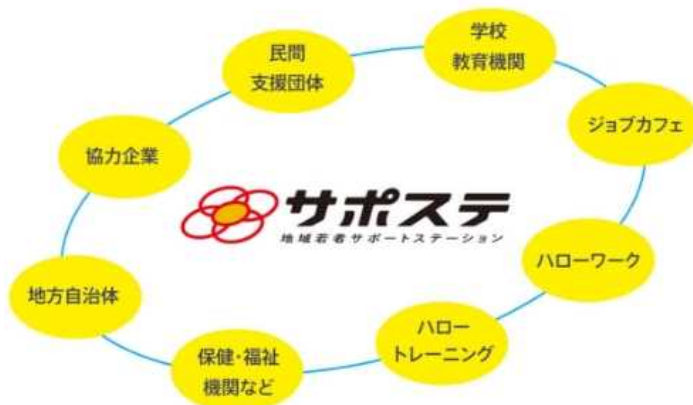 学校
教育機関
民間
支援団体
ジョブカフェ
協力企業
サポステ
地域若者サポートステーション
ハローワーク
地方自治体
ハロー
トレーニング
保健・福祉
機関など